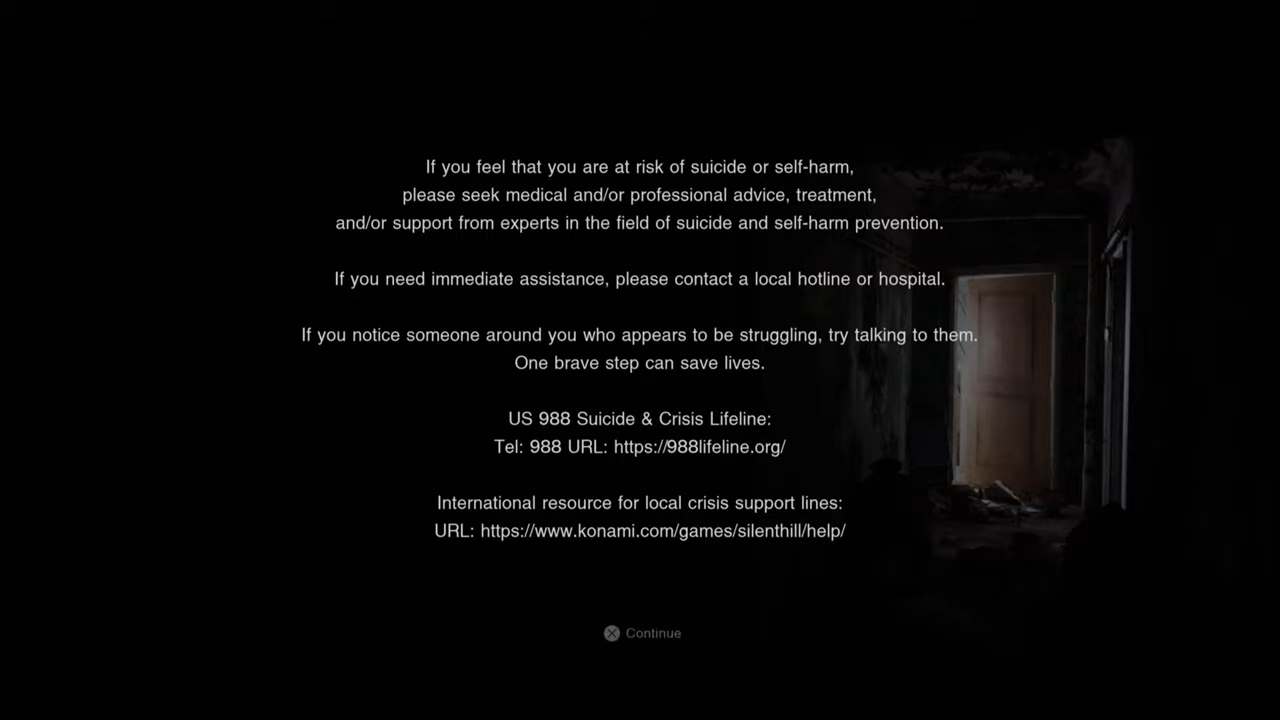 If you feel that you are at risk of suicide or self-harm,
please seek medical and/or professional advice, treatment,
and/or support from experts in the field of suicide and self-harm prevention.
If you need immediate assistance, please contact a local hotline or hospital.
If you notice someone around you who appears to be struggling, try talking to them.
One brave step can save lives.
US 988 Suicide & Crisis Lifeline:
Tel: 988 URL: https://988lifeline.org/
International resource for local crisis support lines:
URL: https://www.konami.com/games/silenthill/help/
Continue